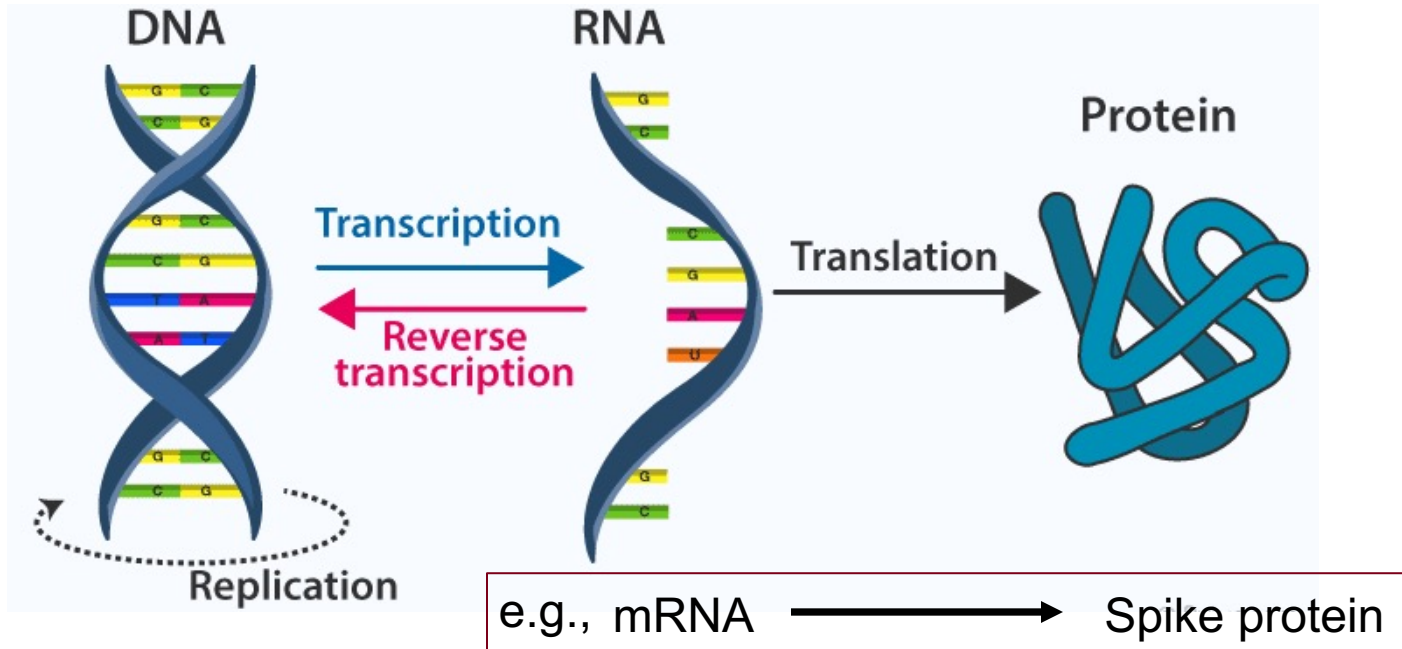 DNA
RNA
Protein
G C
C G
G C
C G
T A
A T
G C
C G
G
C
C
G
A
U
G
C
Transcription
Reverse
transcription
Translation
Replication
e.g., mRNA Spike protein